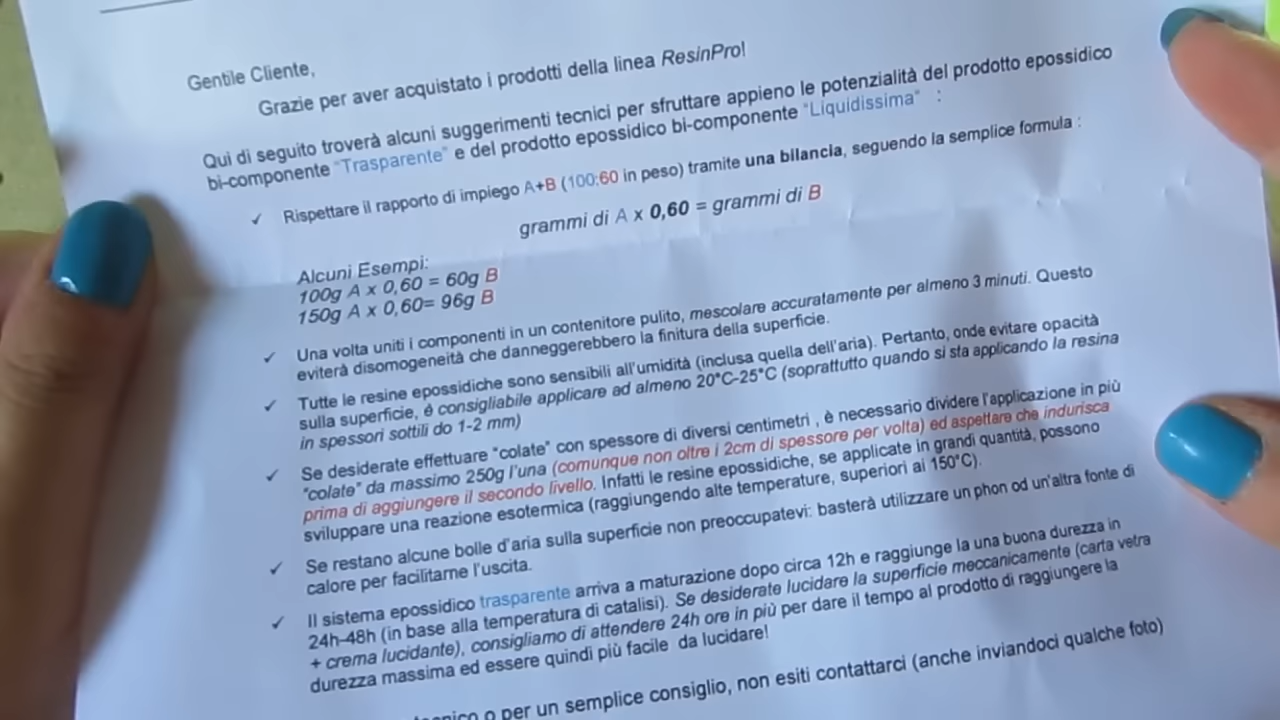 Gentile Cliente,
Grazie per aver acquistato i prodotti della linea ResinPro!
Qui di seguito troverà alcuni suggerimenti tecnici per sfruttare appieno le potenzialità del prodotto epossidico
bi-componente "Trasparente" e del prodotto epossidico bi-componente "Liquidissima" :
✓ Rispettare il rapporto di impiego A+B (100:60 in peso) tramite una bilancia, seguendo la semplice formula :
grammi di A x 0,60 = grammi di B
Alcuni Esempi:
100g A x 0,60 = 60g B
150g A x 0,60= 96g B
✓ Una volta uniti i componenti in un contenitore pulito, mescolare accuratamente per almeno 3 minuti. Questo
eviterà disomogeneità che danneggerebbero la finitura della superficie.
✓ Tutte le resine epossidiche sono sensibili all'umidità (inclusa quella dell'aria). Pertanto, onde evitare opacità
sulla superficie, é consigliabile applicare ad almeno 20°C-25°C (soprattutto quando si sta applicando la resina
in spessori sottili do 1-2 mm)
✓ Se desiderate effettuare "colate" con spessore di diversi centimetri , è necessario dividere l'applicazione in più
"colate" da massimo 250g l'una (comunque non oltre i 2cm di spessore per volta) ed aspettare che indurisca
prima di aggiungere il secondo livello. Infatti le resine epossidiche, se applicate in grandi quantità, possono
sviluppare una reazione esotermica (raggiungendo alte temperature, superiori ai 150°C).
✓ Se restano alcune bolle d'aria sulla superficie non preoccupatevi: basterà utilizzare un phon od un'altra fonte di
calore per facilitarne l'uscita.
✓ Il sistema epossidico trasparente arriva a maturazione dopo circa 12h e raggiunge la una buona durezza in
24h-48h (in base alla temperatura di catalisi). Se desiderate lucidare la superficie meccanicamente (carta vetra
+ crema lucidante), consigliamo di attendere 24h ore in più per dare il tempo al prodotto di raggiungere la
durezza massima ed essere quindi più facile da lucidare!
o per un semplice consiglio, non esiti contattarci (anche inviandoci qualche foto)